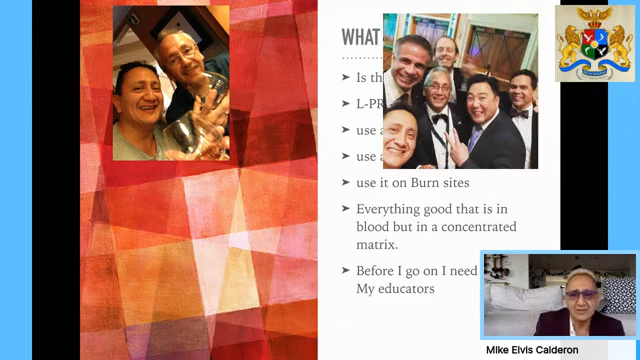 WHAT
➤ Is th
➤ L-PR
➤ use a
➤ use a
➤ use it on Burn sites
➤ Everything good that is in
blood but in a concentrated
matrix.
➤ Before I go on I need
My educators
Mike Elvis Calderon